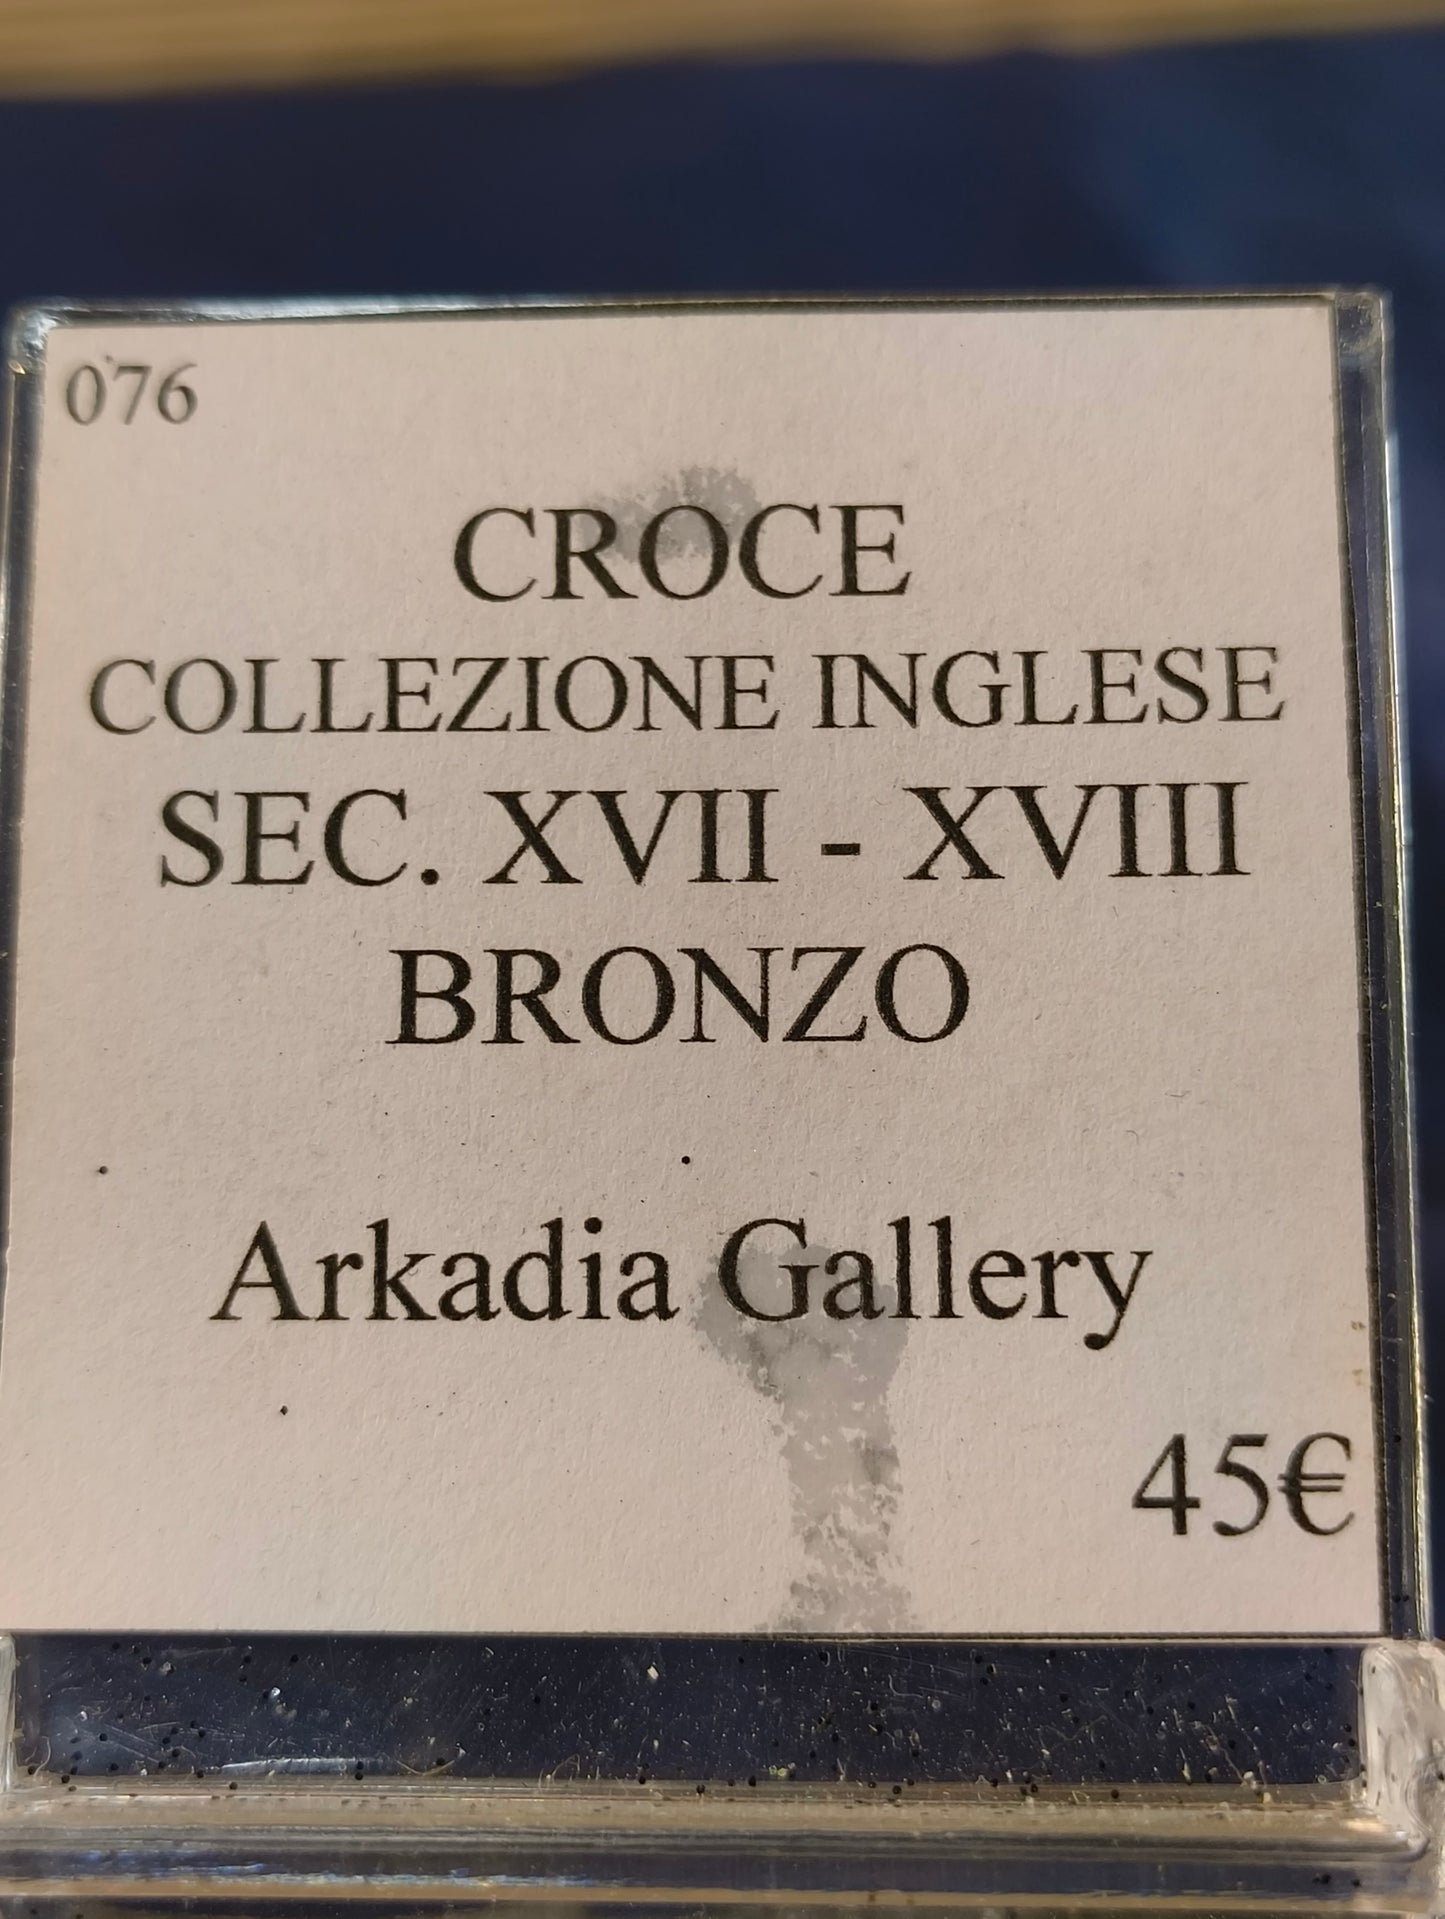 076
CROCE
COLLEZIONE INGLESE
SEC. XVII - XVIII
BRONZO
Arkadia Gallery
45€